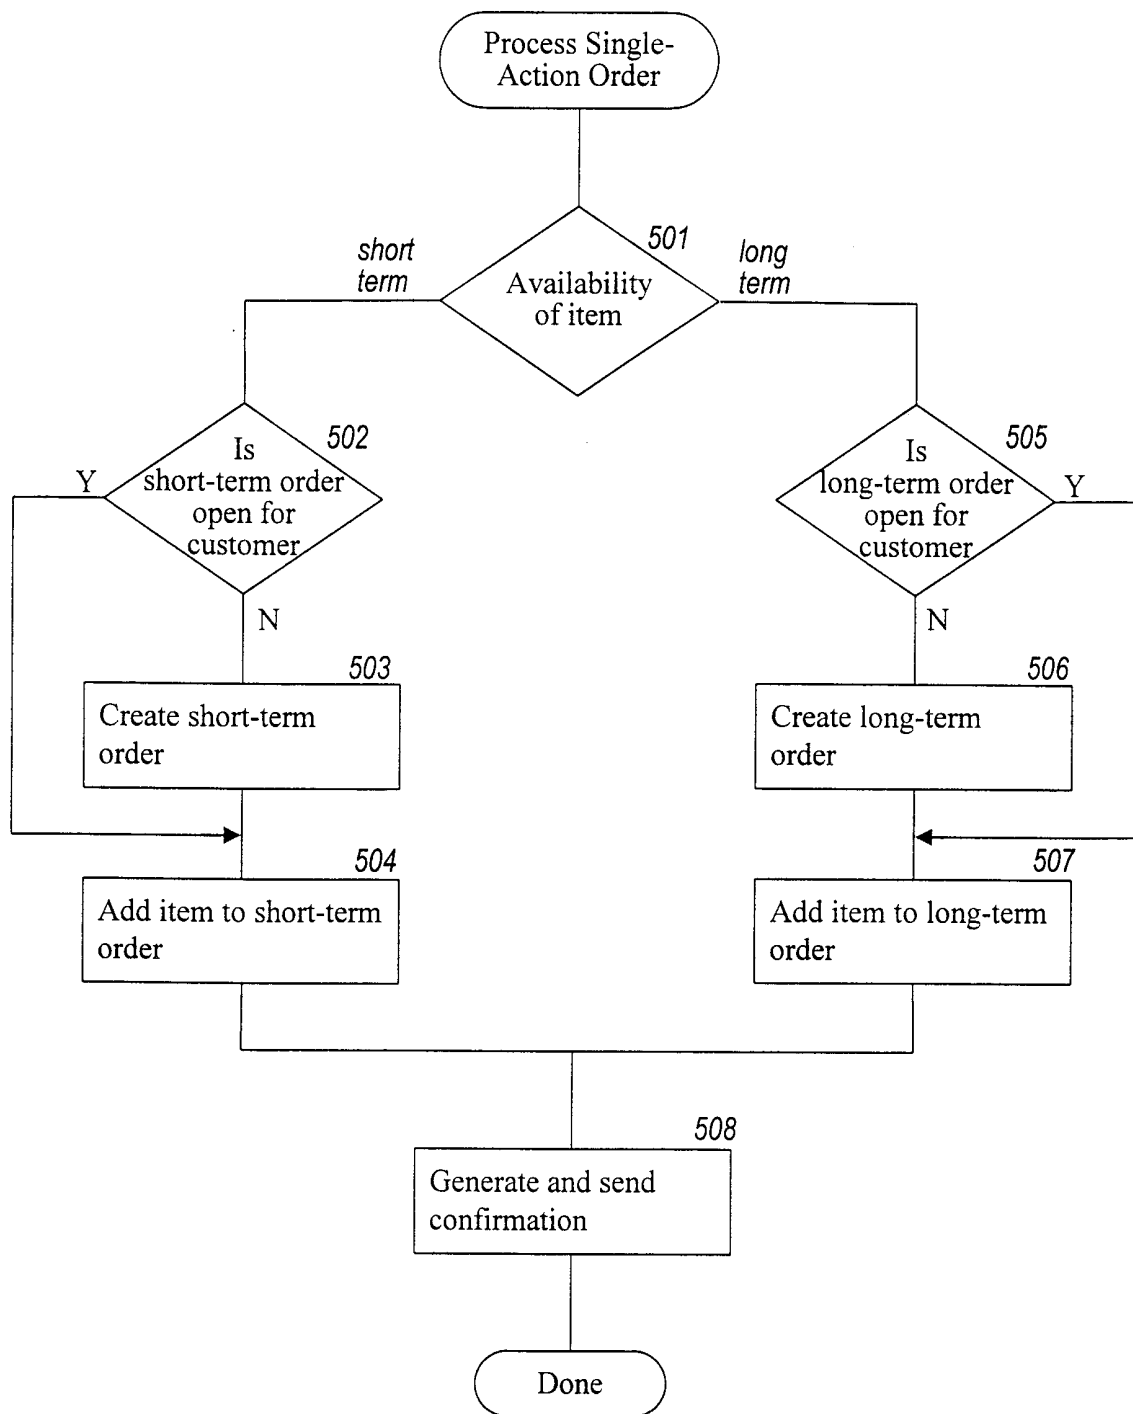 Process Single-
Action Order
501
short
term
long
term
Availability
of item
502
Is
short-term order
open for
customer
Y
N
505
Is
long-term order
open for
customer
Y
N
503
Create short-term
order
506
Create long-term
order
504
Add item to short-term
order
507
Add item to long-term
order
508
Generate and send
confirmation
Done